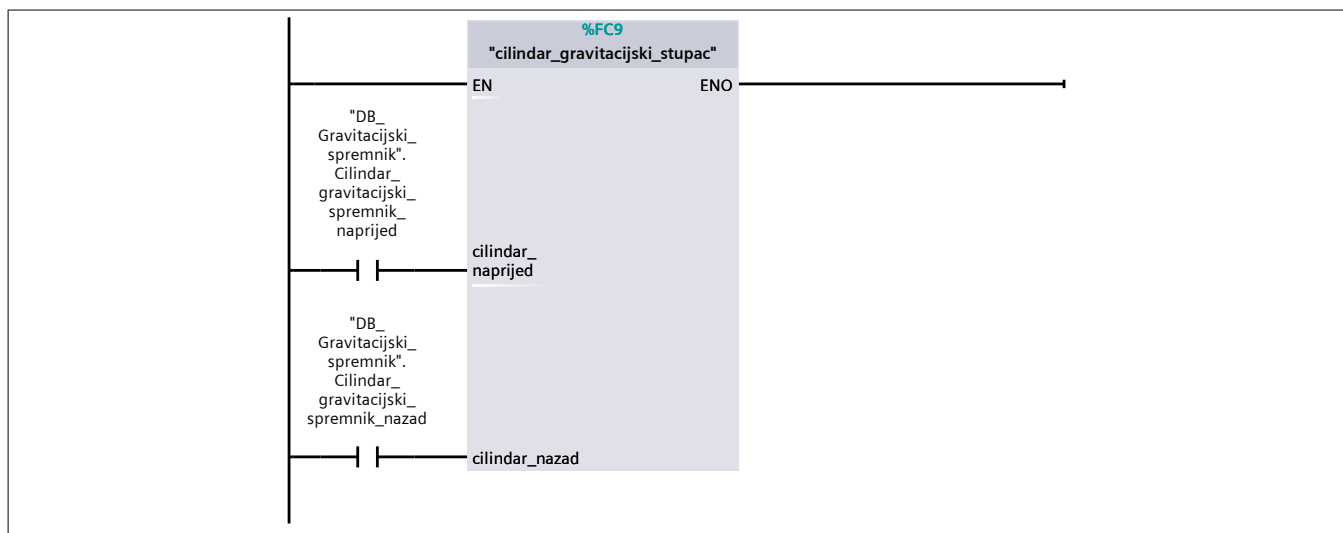 %FC9
"cilindar_gravitacijski_stupac"
EN
ENO
"DB_
Gravitacijski_
spremnik".
Cilindar_
gravitacijski_
spremnik_
naprijed
cilindar_
naprijed
"DB_
Gravitacijski_
spremnik".
Cilindar_
gravitacijski_
spremnik_nazad
cilindar_nazad